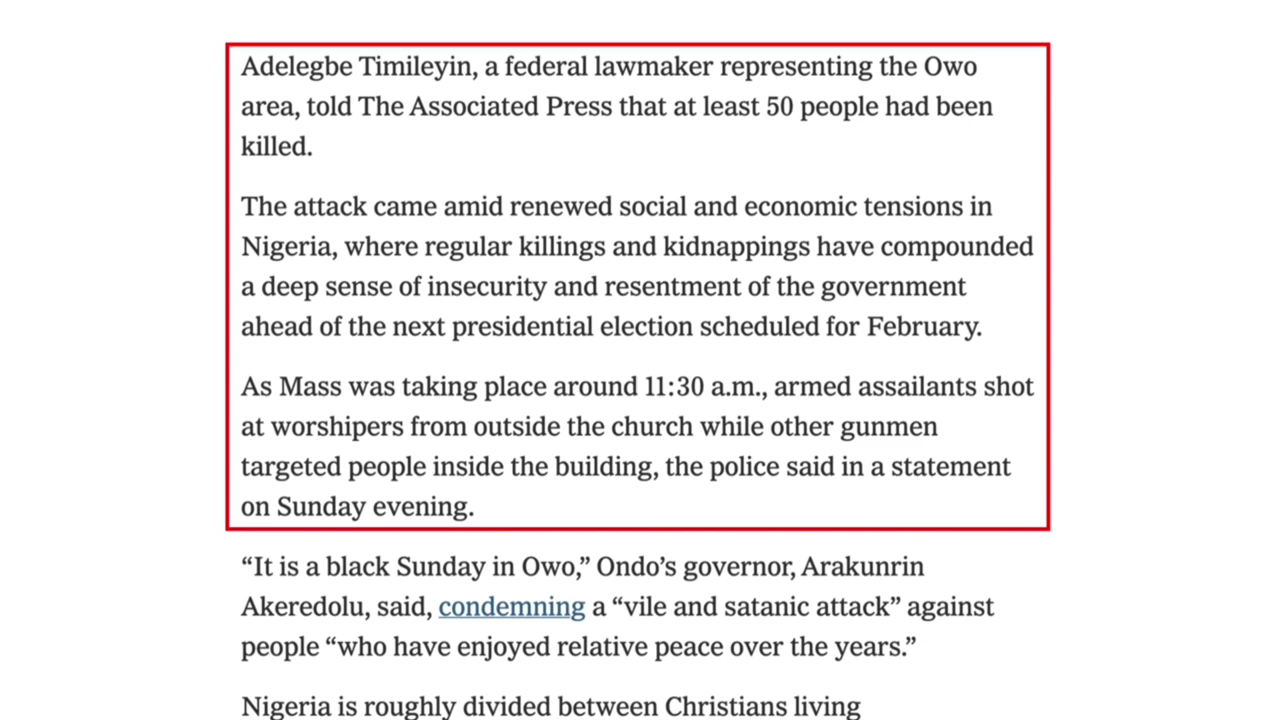 Adelegbe Timileyin, a federal lawmaker representing the Owo
area, told The Associated Press that at least 50 people had been
killed.
The attack came amid renewed social and economic tensions in
Nigeria, where regular killings and kidnappings have compounded
a deep sense of insecurity and resentment of the government
ahead of the next presidential election scheduled for February.
As Mass was taking place around 11:30 a.m., armed assailants shot
at worshipers from outside the church while other gunmen
targeted people inside the building, the police said in a statement
on Sunday evening.
“It is a black Sunday in Owo,” Ondo’s governor, Arakunrin
Akeredolu, said, condemning a “vile and satanic attack” against
people “who have enjoyed relative peace over the years.”
Nigeria is roughly divided between Christians living